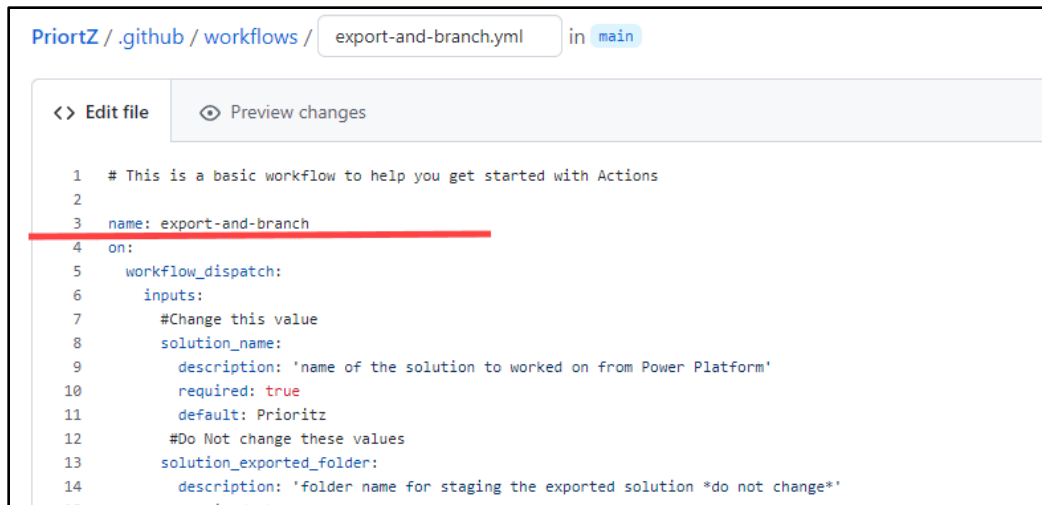 PriortZ / .github / workflows / export-and-branch.yml in main
<> Edit file Preview changes
1 # This is a basic workflow to help you get started with Actions
2
3 name: export-and-branch
4 on:
5 workflow_dispatch:
6 inputs:
7 #Change this value
8 solution_name:
9 description: 'name of the solution to worked on from Power Platform'
10 required: true
11 default: Prioritz
12 #Do Not change these values
13 solution_exported_folder:
14 description: 'folder name for staging the exported solution *do not change*'